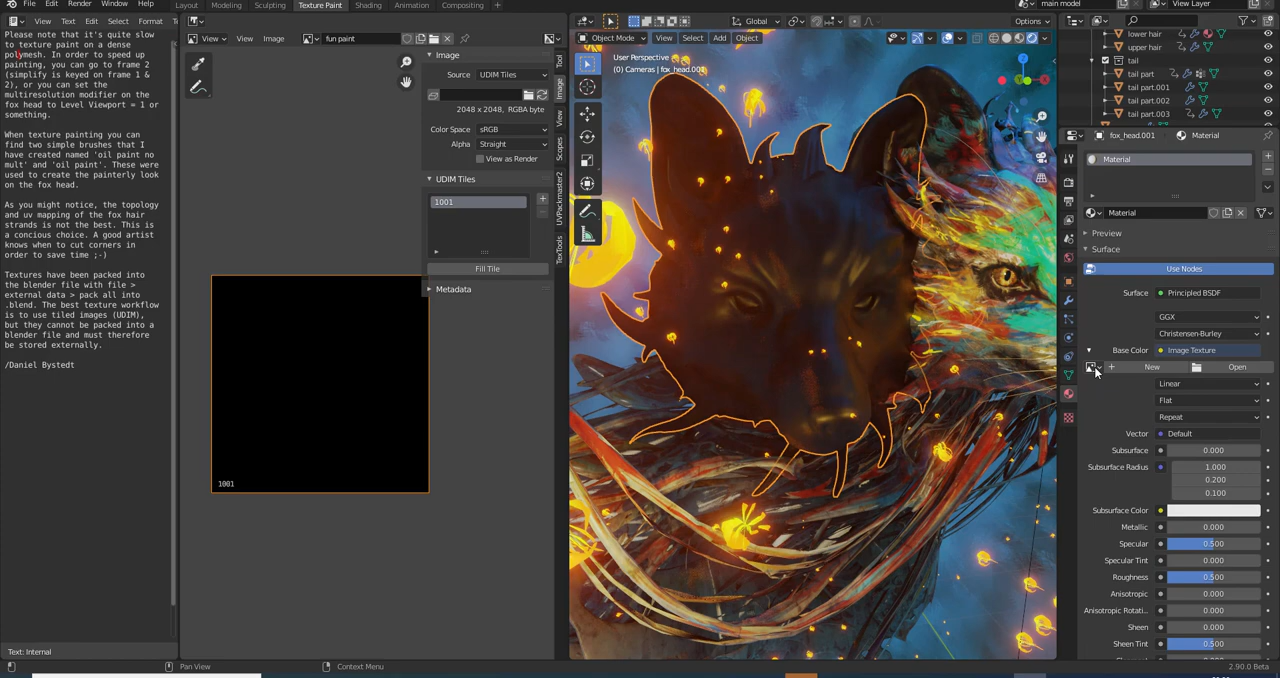 File Edit Render Window Help
Layout Modeling Sculpting Texture Paint Shading Animation Compositing +
main model
View Layer
View Text Edit Select Format
Please note that it's quite slow
to texture paint on a dense
polymesh. In order to speed up
painting, you can go to frame 2
(simplify is keyed on frame 1 &
2), or you can set the
multiresolution modifier on the
fox head to Level Viewport = 1 or
something.
When texture painting you can
find two simple brushes that I
have created named 'oil paint no
mult' and 'oil paint'. These were
used to create the painterly look
on the fox head.
As you might notice, the topology
and uv mapping of the fox hair
strands is not the best. This is
a concious choice. A good artist
knows when to cut corners in
order to save time ;-)
Textures have been packed into
the blender file with file >
external data > pack all into
.blend. The best texture workflow
is to use tiled images (UDIM),
but they cannot be packed into a
blender file and must therefore
be stored externally.
/Daniel Bystedt
Text: Internal
View View Image
fun paint
1001
Image
Source UDIM Tiles
2048 x 2048, RGBA byte
Color Space sRGB
Alpha Straight
View as Render
UDIM Tiles
1001
Fill Tile
Metadata
Tool
Image
View
Scopes
UVPackmaster2
TexTools
Global
Options
Object Mode View Select Add Object
User Perspective
(0) Cameras | fox_head.001
Z
lower hair
upper hair
tail
tail part
tail part.001
tail part.002
tail part.003
fox_head.001 Material
Material
Material
Preview
Surface
Use Nodes
Surface Principled BSDF
GGX
Christensen-Burley
Base Color Image Texture
New Open
Linear
Flat
Repeat
Vector Default
Subsurface 0.000
Subsurface Radius 1.000
0.200
0.100
Subsurface Color
Metallic 0.000
Specular 0.500
Specular Tint 0.000
Roughness 0.500
Anisotropic 0.000
Anisotropic Rotati.. 0.000
Sheen 0.000
Sheen Tint 0.500
Pan View
Context Menu
2.90.0 Beta